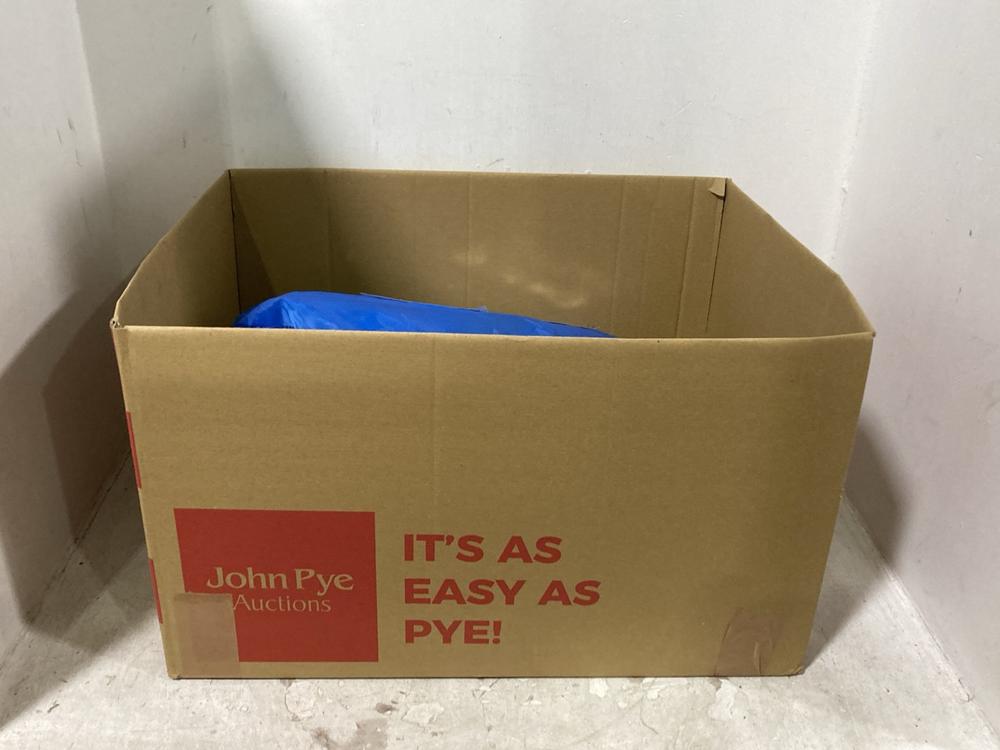 John Pye
Auctions
IT'S AS
EASY AS
PYE!